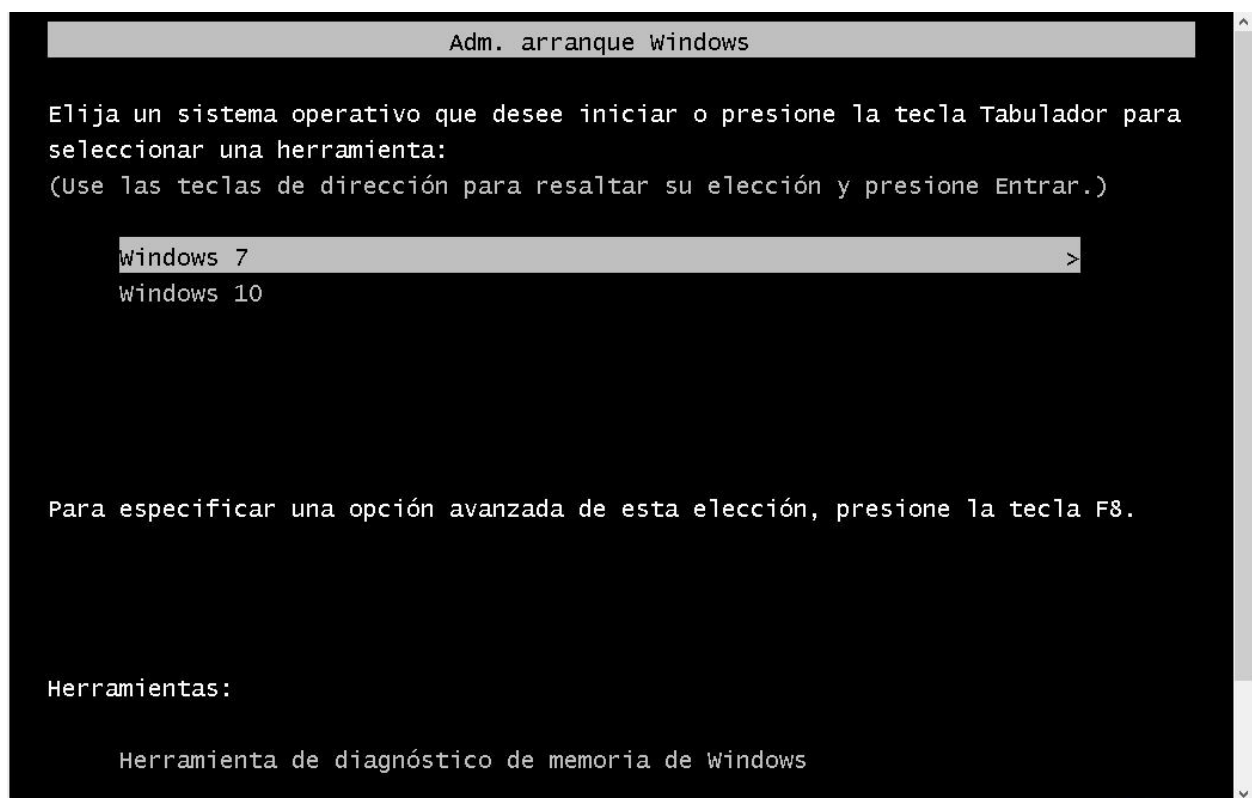 Adm. arranque Windows
Elija un sistema operativo que desee iniciar o presione la tecla Tabulador para
seleccionar una herramienta:
(Use las teclas de dirección para resaltar su elección y presione Entrar.)
Windows 7 >
Windows 10
Para especificar una opción avanzada de esta elección, presione la tecla F8.
Herramientas:
Herramienta de diagnóstico de memoria de Windows